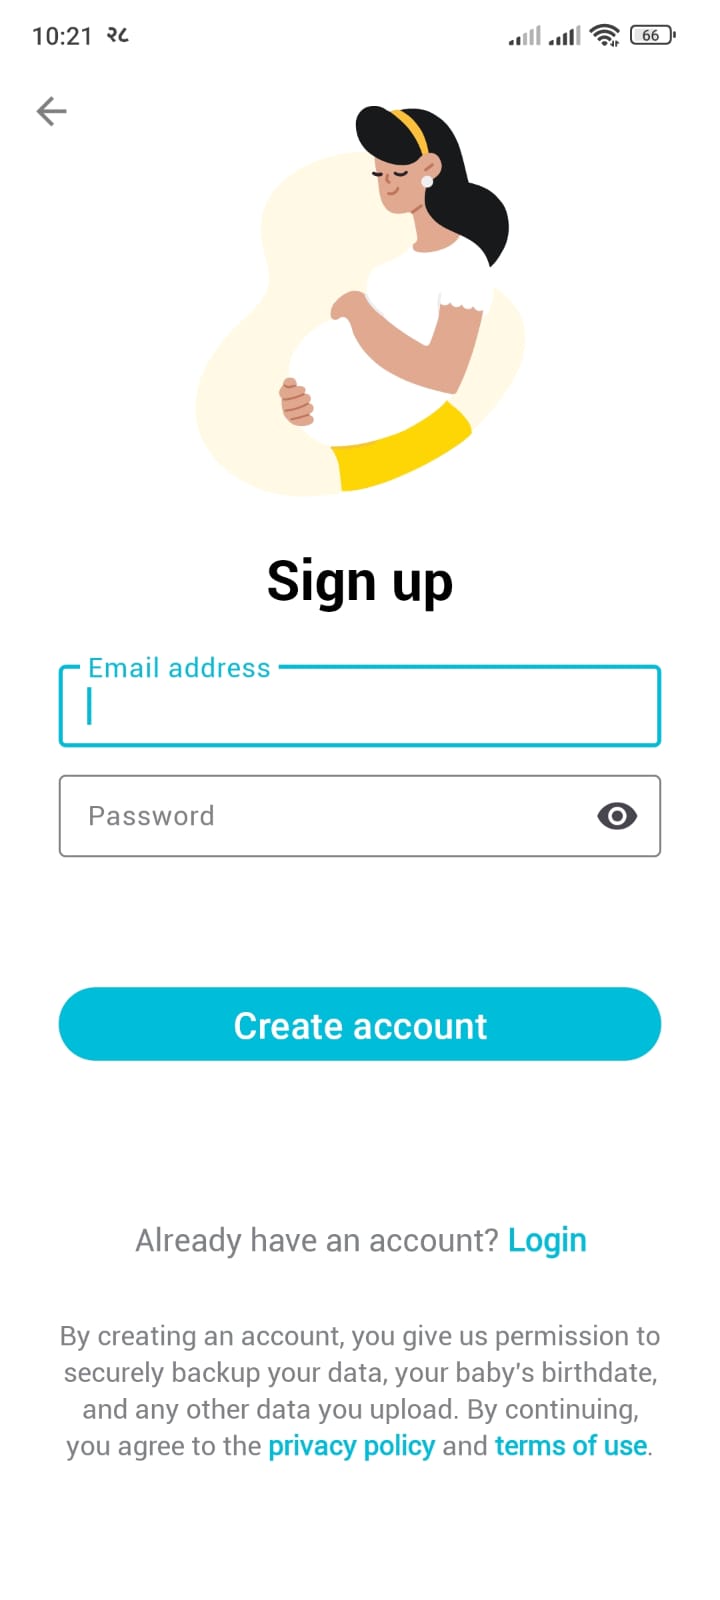 10:21 २८ 66
Sign up
Email address
Password
Create account
Already have an account? Login
By creating an account, you give us permission to
securely backup your data, your baby's birthdate,
and any other data you upload. By continuing,
you agree to the privacy policy and terms of use.